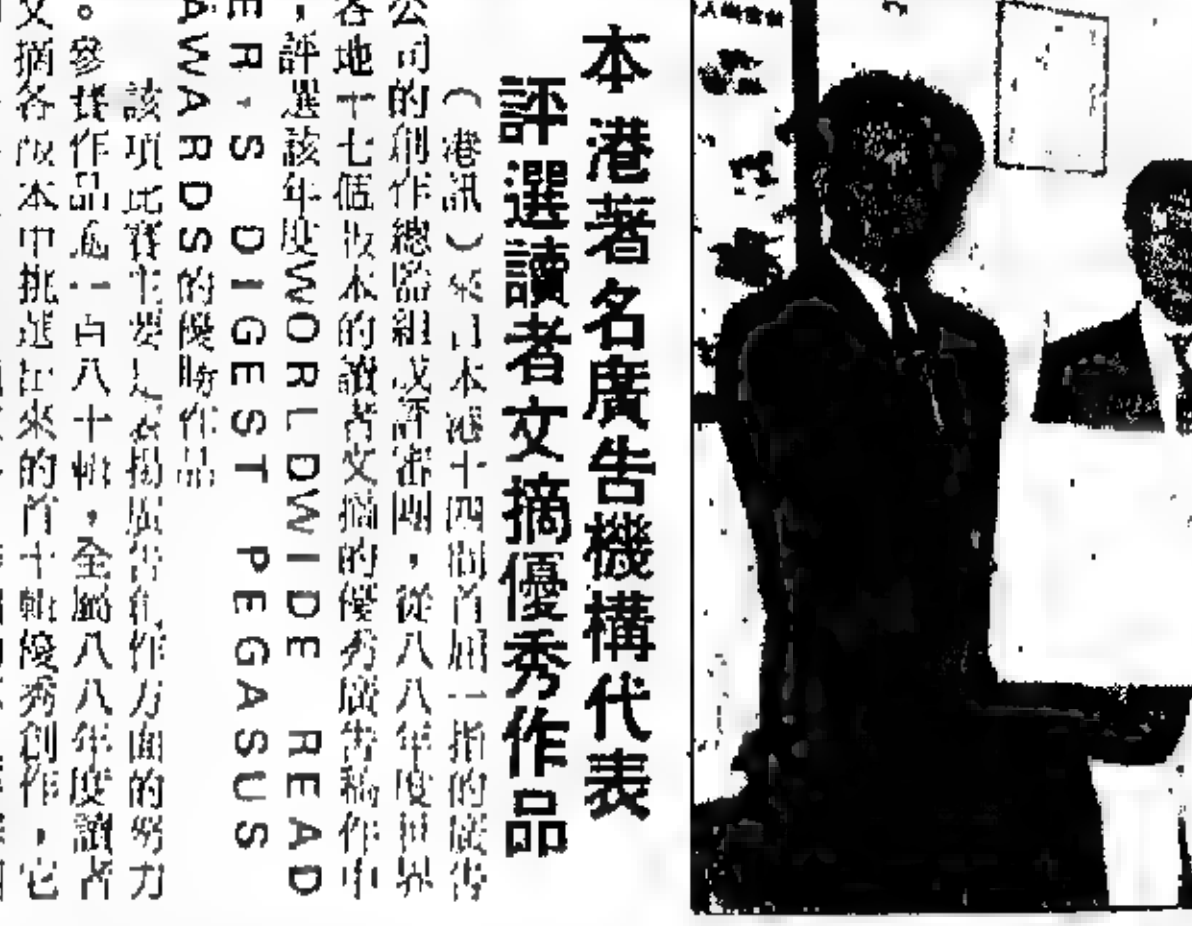 本港著名廣告機構代表
評選讀者文摘優秀作品
（港訊）來自本港十四間首屈一指的廣告
公司的創作總監組成評審團，從八八年度世界
各地十七個版本的讀者文摘的優秀廣告稿作中
，評選該年度WORLDWIDE READ
ER'S DIGEST PEGASUS
AWARDS的優勝作品
該項比賽主要是表揚廣告創作方面的努力
。參賽作品逾一百八十輯，全屬八八年度讀者
文摘各版本中挑選出來的首十輯優秀創作，它